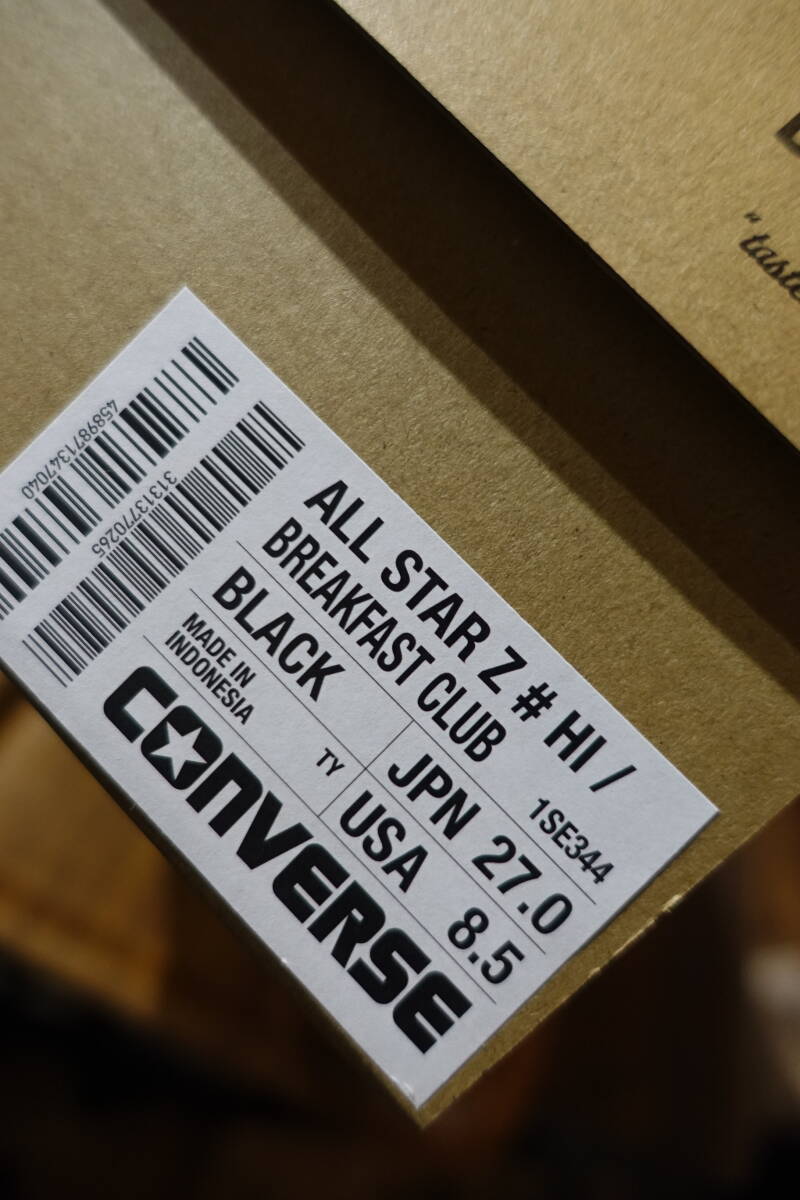 "taste
4589871347040
31313770265
ALL STAR Z # HI /
BREAKFAST CLUB
1SE344
BLACK
JPN 27.0
MADE IN
INDONESIA
TY
USA 8.5
CONVERSE